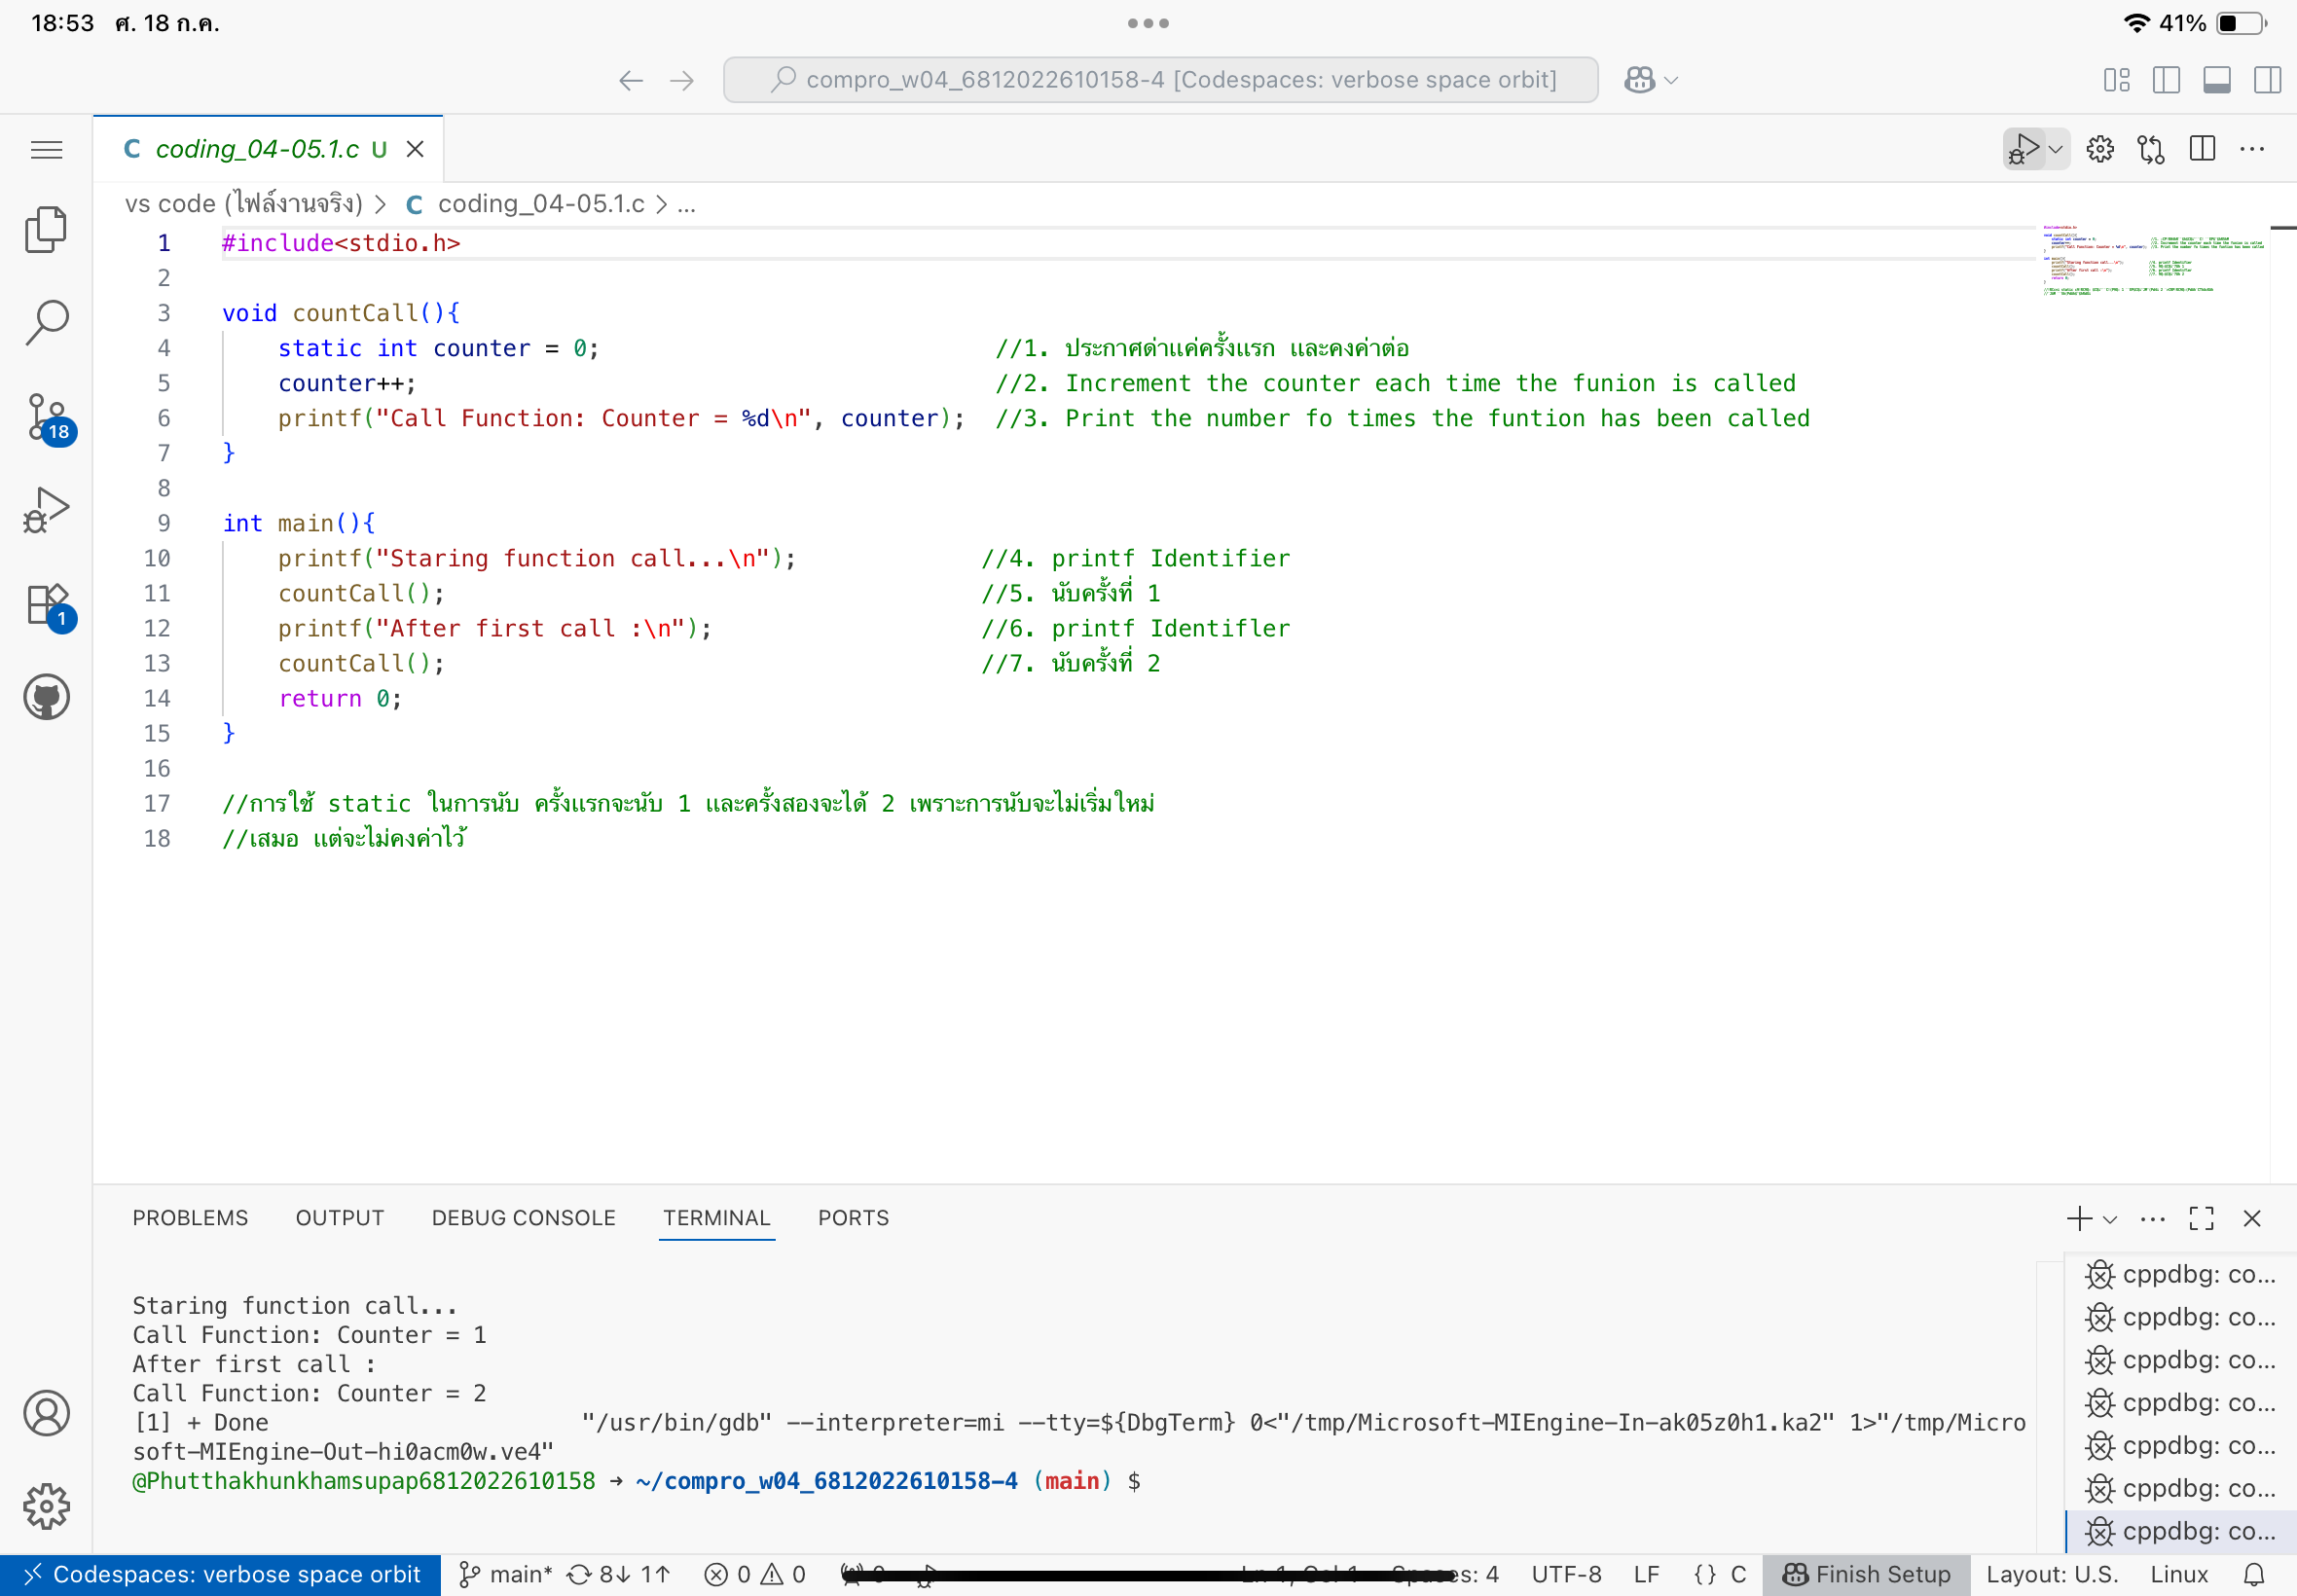 18:53 ศ. 18 ก.ค.
41%
compro_w04_6812022610158-4 [Codespaces: verbose space orbit]
C coding_04-05.1.c U
vs code (ไฟล์งานจริง) > C coding_04-05.1.c > ...
1 #include<stdio.h>
2
3 void countCall(){
4 static int counter = 0; //1. ประกาศด่าแค่ครั้งแรก และคงค่าต่อ
5 counter++; //2. Increment the counter each time the funion is called
6 printf("Call Function: Counter = %d\n", counter); //3. Print the number fo times the funtion has been called
7 }
8
9 int main(){
10 printf("Staring function call...\n"); //4. printf Identifier
11 countCall(); //5. นับครั้งที่ 1
12 printf("After first call :\n"); //6. printf Identifler
13 countCall(); //7. นับครั้งที่ 2
14 return 0;
15 }
16
17 //การใช้ static ในการนับ ครั้งแรกจะนับ 1 และครั้งสองจะได้ 2 เพราะการนับจะไม่เริ่มใหม่
18 //เสมอ แต่จะไม่คงค่าไว้
18
1
PROBLEMS OUTPUT DEBUG CONSOLE TERMINAL PORTS
Staring function call...
Call Function: Counter = 1
After first call :
Call Function: Counter = 2
[1] + Done "/usr/bin/gdb" --interpreter=mi --tty=${DbgTerm} 0<"/tmp/Microsoft-MIEngine-In-ak05z0h1.ka2" 1>"/tmp/Micro
soft-MIEngine-Out-hi0acm0w.ve4"
@Phutthakhunkhamsupap6812022610158 → ~/compro_w04_6812022610158-4 (main) $
cppdbg: co...
cppdbg: co...
cppdbg: co...
cppdbg: co...
cppdbg: co...
cppdbg: co...
cppdbg: co...
Codespaces: verbose space orbit main* 8↓ 1↑ 0 0 0 Ln 1, Col 1 Spaces: 4 UTF-8 LF {} C Finish Setup Layout: U.S. Linux